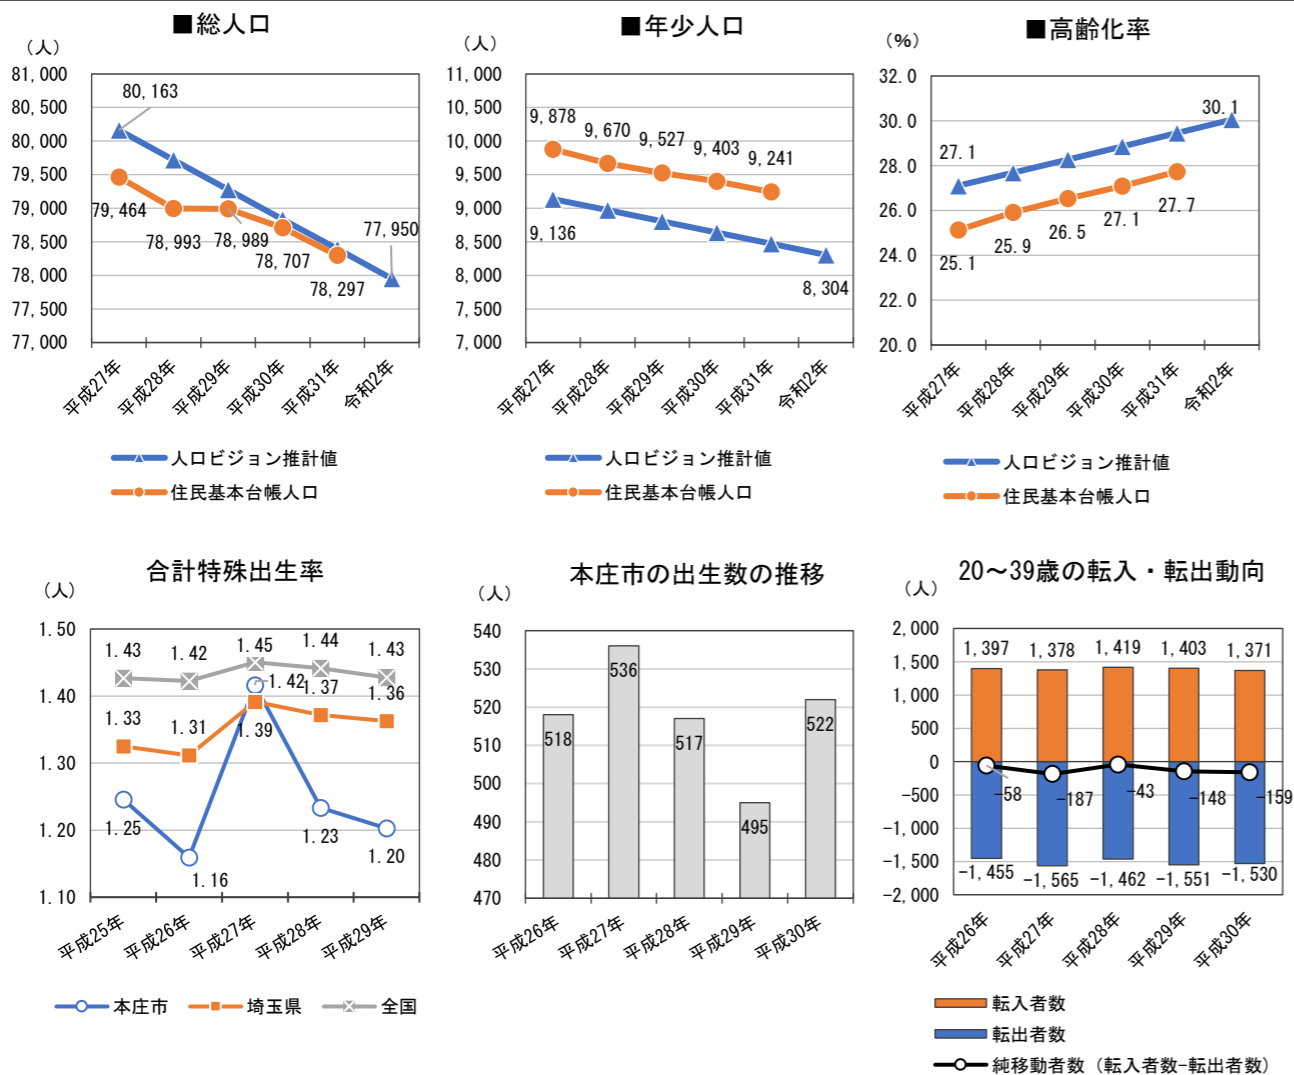 ■総人口
（人）
81,000
80,500
80,000
79,500
79,000
78,500
78,000
77,500
77,000
80,163
79,464
78,993
78,989
78,707
78,297
77,950
平成27年
平成28年
平成29年
平成30年
平成31年
令和2年
人口ビジョン推計値
住民基本台帳人口
■年少人口
（人）
11,000
10,500
10,000
9,500
9,000
8,500
8,000
7,500
7,000
9,878
9,670
9,527
9,403
9,241
9,136
8,304
平成27年
平成28年
平成29年
平成30年
平成31年
令和2年
人口ビジョン推計値
住民基本台帳人口
■高齢化率
（%）
32.0
30.0
28.0
26.0
24.0
22.0
20.0
27.1
30.1
25.1
25.9
26.5
27.1
27.7
平成27年
平成28年
平成29年
平成30年
平成31年
令和2年
人口ビジョン推計値
住民基本台帳人口
合計特殊出生率
（人）
1.50
1.40
1.30
1.20
1.10
1.43
1.42
1.45
1.44
1.43
1.33
1.31
1.39
1.37
1.36
1.25
1.16
1.42
1.23
1.20
平成25年
平成26年
平成27年
平成28年
平成29年
本庄市
埼玉県
全国
本庄市の出生数の推移
（人）
540
530
520
510
500
490
480
470
518
536
517
495
522
平成26年
平成27年
平成28年
平成29年
平成30年
20～39歳の転入・転出動向
（人）
2,000
1,500
1,000
500
0
-500
-1,000
-1,500
-2,000
1,397
1,378
1,419
1,403
1,371
-58
-187
-43
-148
-159
-1,455
-1,565
-1,462
-1,551
-1,530
平成26年
平成27年
平成28年
平成29年
平成30年
転入者数
転出者数
純移動者数（転入者数-転出者数）